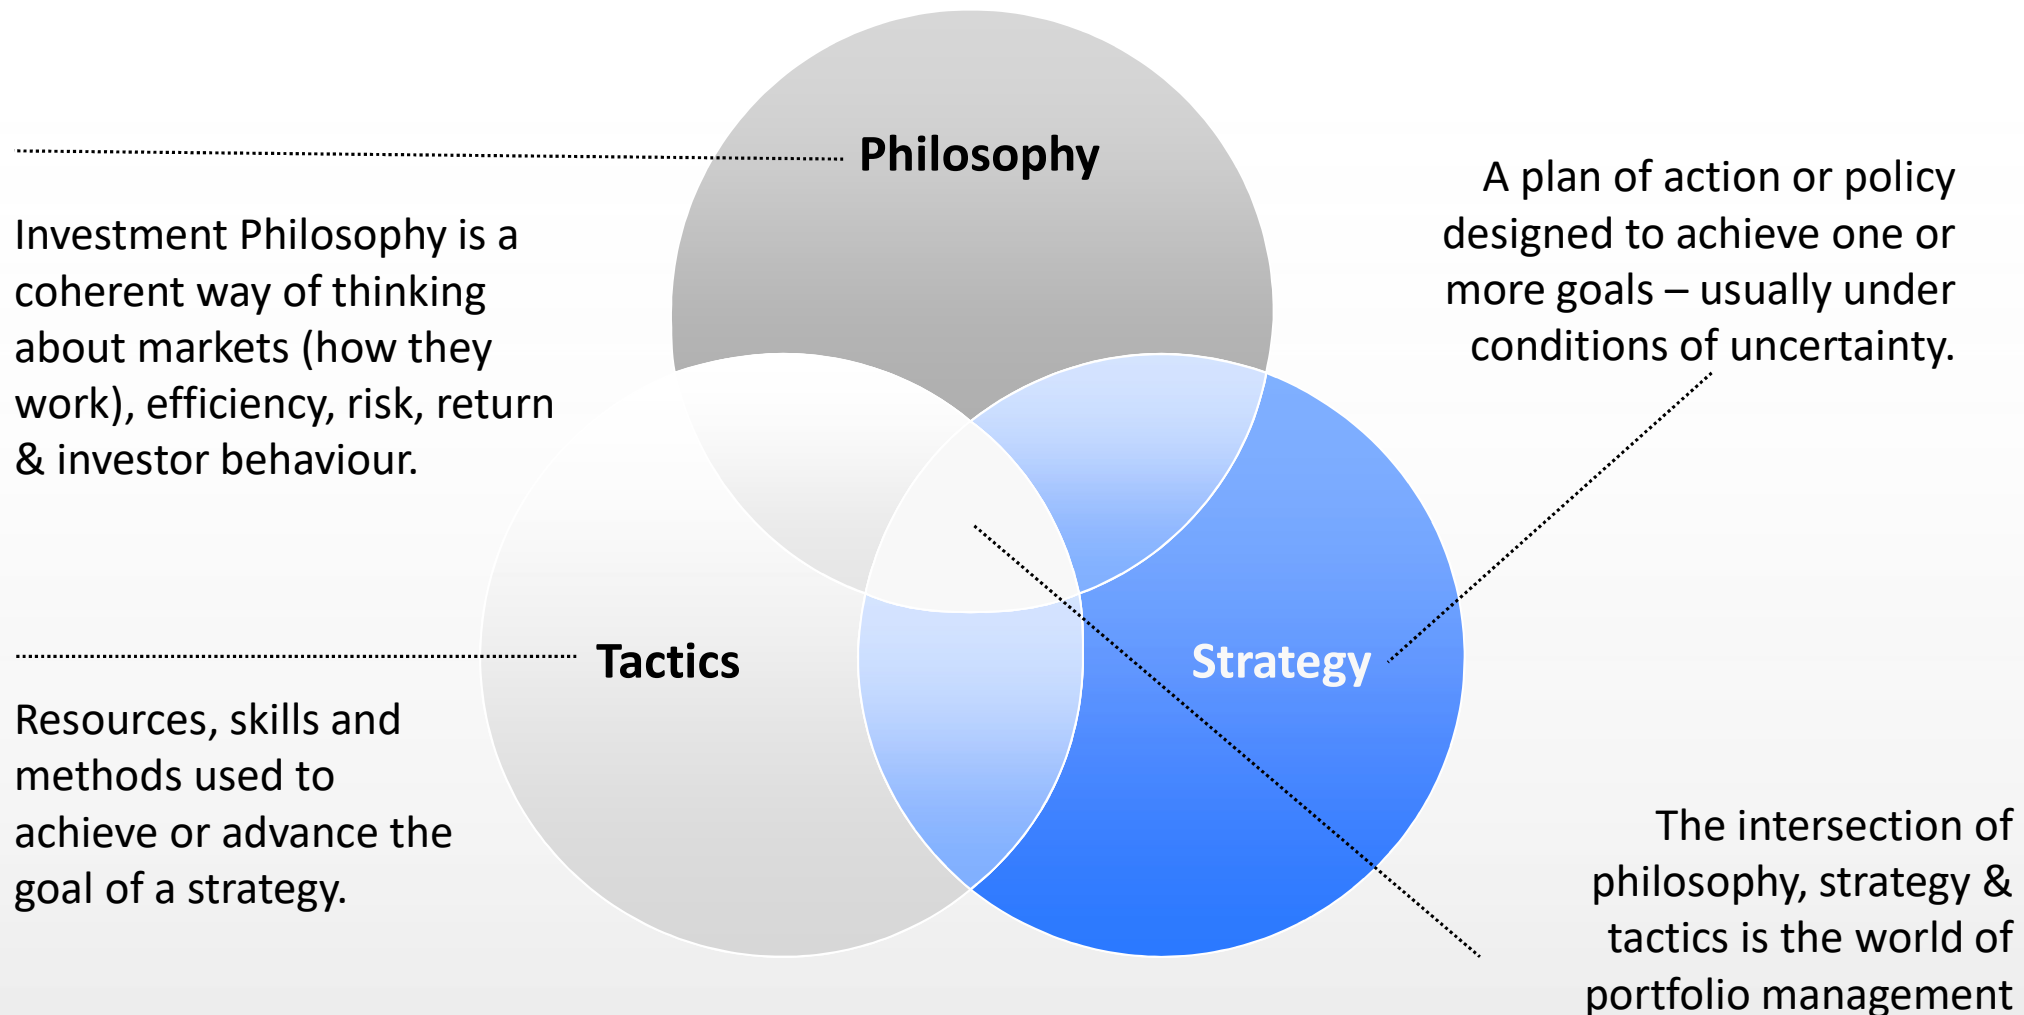 Philosophy
Investment Philosophy is a
coherent way of thinking
about markets (how they
work), efficiency, risk, return
& investor behaviour.
A plan of action or policy
designed to achieve one or
more goals – usually under
conditions of uncertainty.
Tactics
Strategy
Resources, skills and
methods used to
achieve or advance the
goal of a strategy.
The intersection of
philosophy, strategy &
tactics is the world of
portfolio management